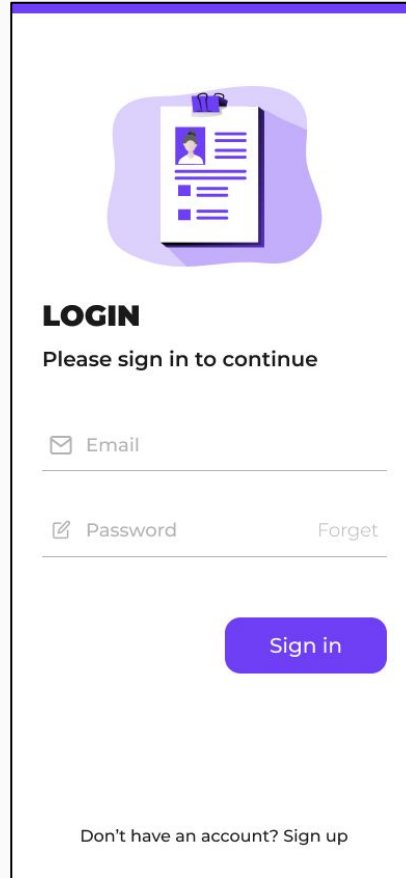 LOGIN
Please sign in to continue
Email
Password Forget
Sign in
Don't have an account? Sign up